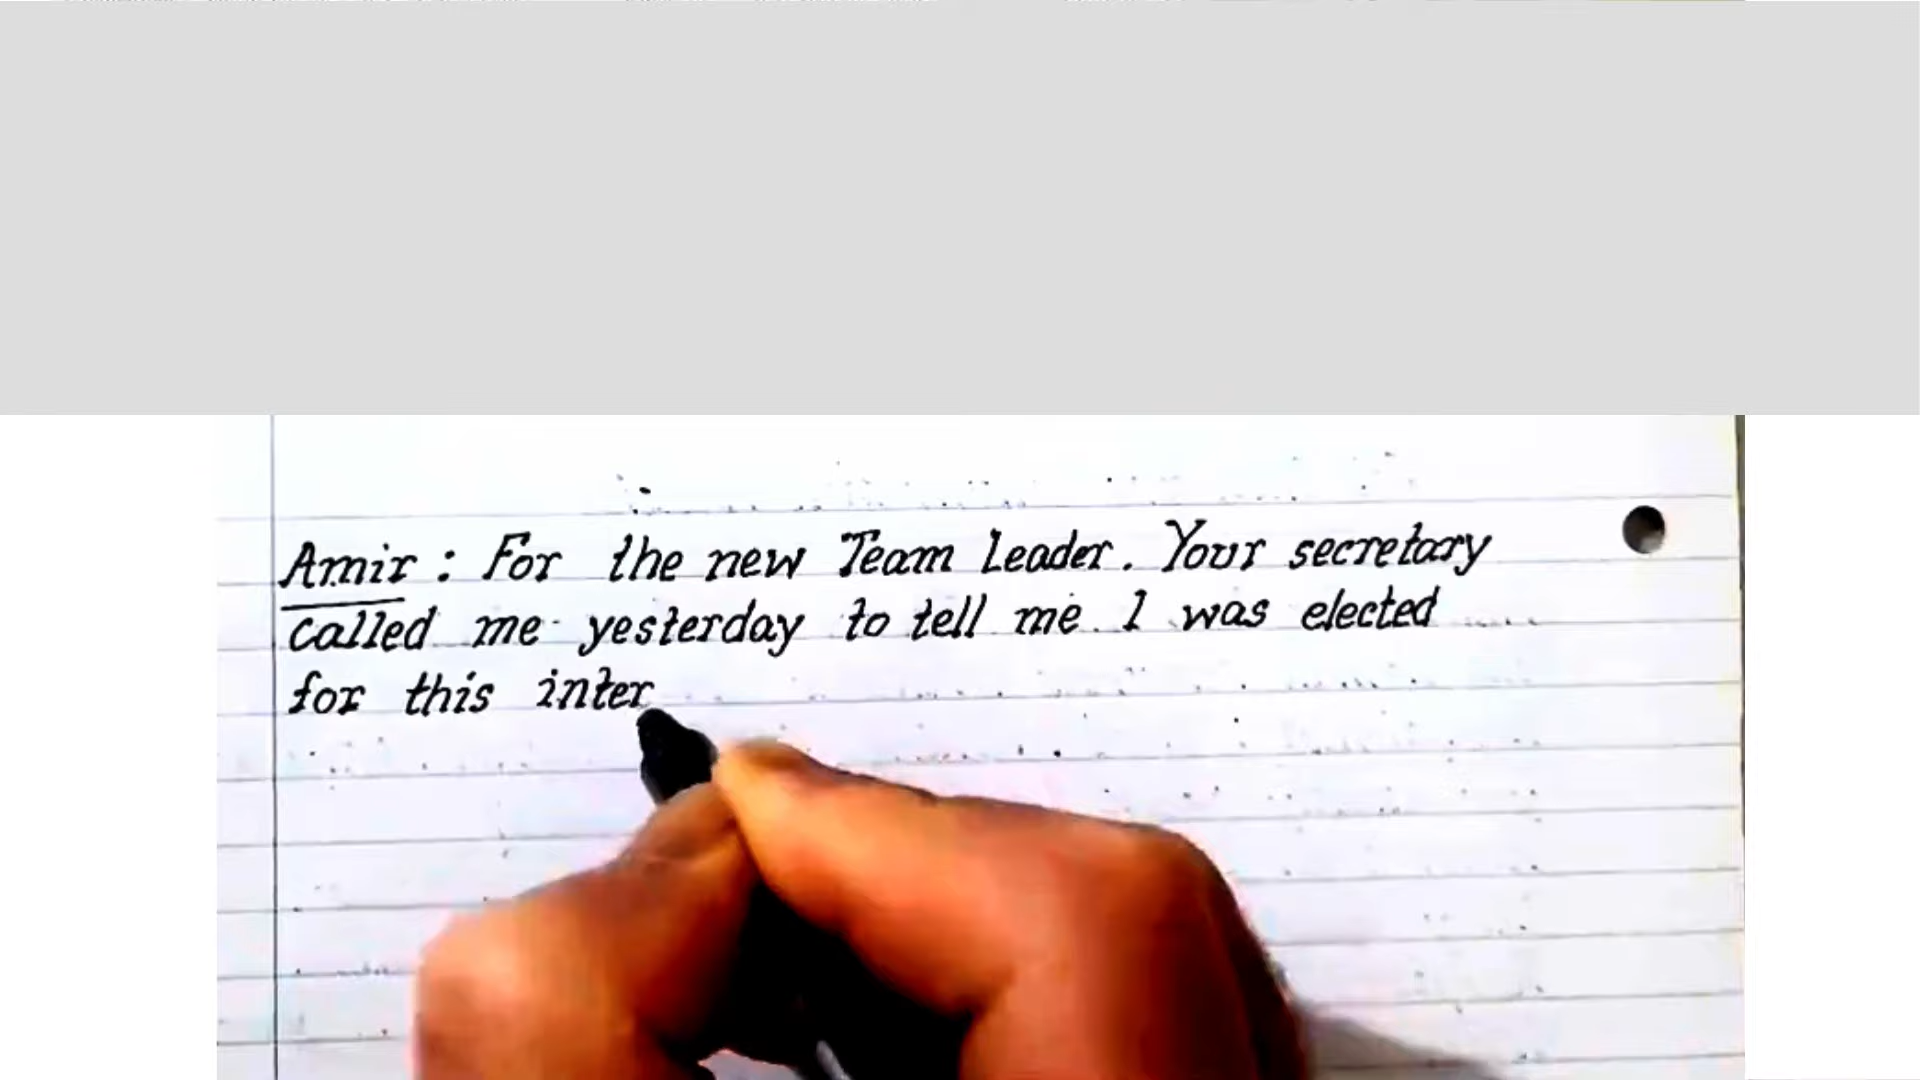 Amir : For the new Team Leader. Your secretary
called me yesterday to tell me I was elected
for this inter